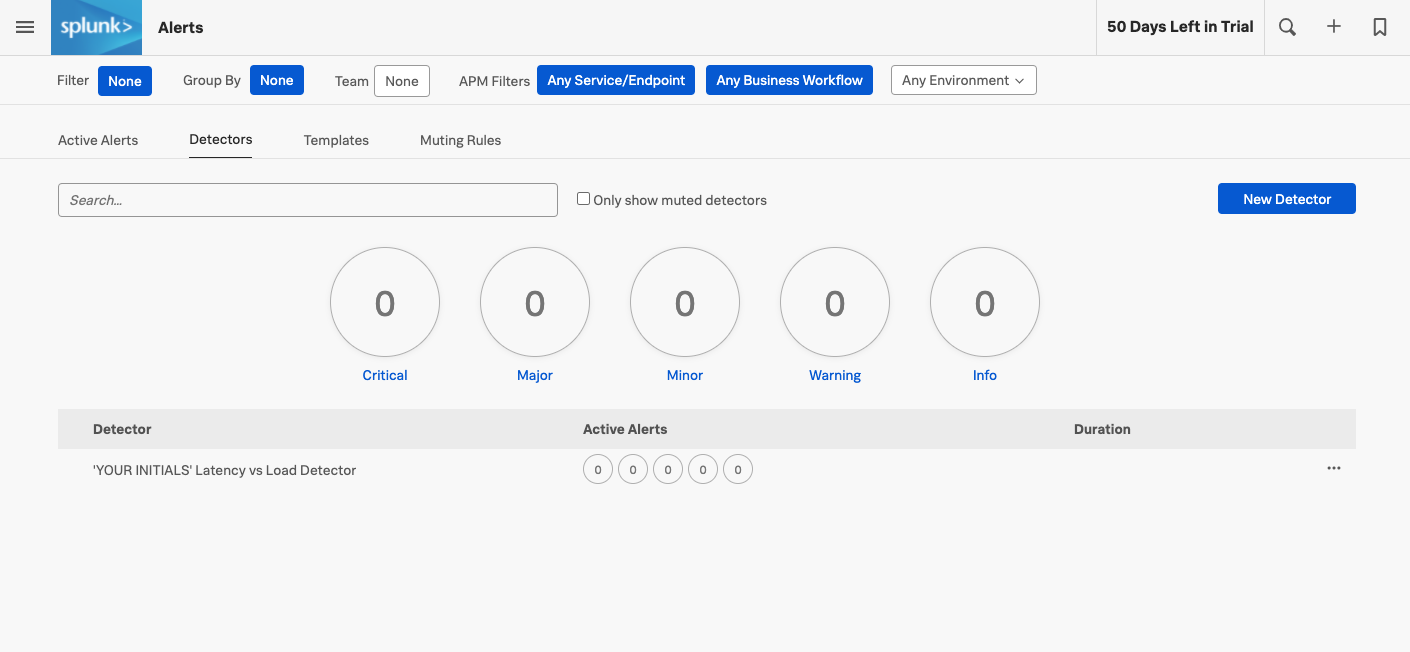 splunk> Alerts 50 Days Left in Trial
Filter None Group By None Team None APM Filters Any Service/Endpoint Any Business Workflow Any Environment
Active Alerts Detectors Templates Muting Rules
Search... Only show muted detectors New Detector
0 0 0 0 0
Critical Major Minor Warning Info
Detector Active Alerts Duration
'YOUR INITIALS' Latency vs Load Detector 0 0 0 0 0 ...